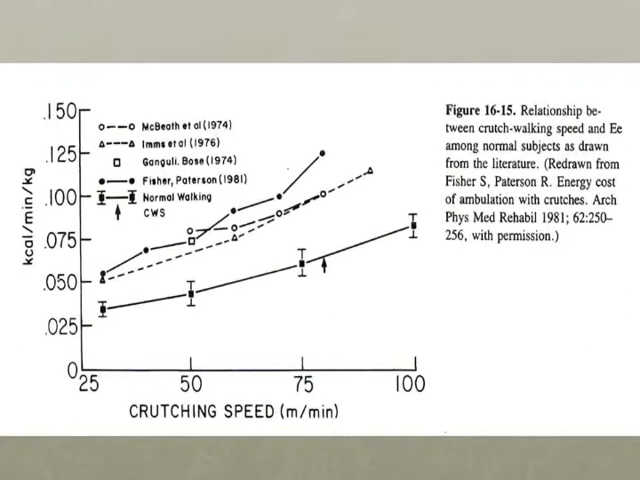 .150
.125
.100
.075
.050
.025
0
kcal/min/kg
McBeath et al (1974)
Imms et al (1976)
Ganguli, Bose (1974)
Fisher, Paterson (1981)
Normal Walking
CWS
25 50 75 100
CRUTCHING SPEED (m/min)
Figure 16-15. Relationship be-
tween crutch-walking speed and Ee
among normal subjects as drawn
from the literature. (Redrawn from
Fisher S, Paterson R. Energy cost
of ambulation with crutches. Arch
Phys Med Rehabil 1981; 62:250–
256, with permission.)